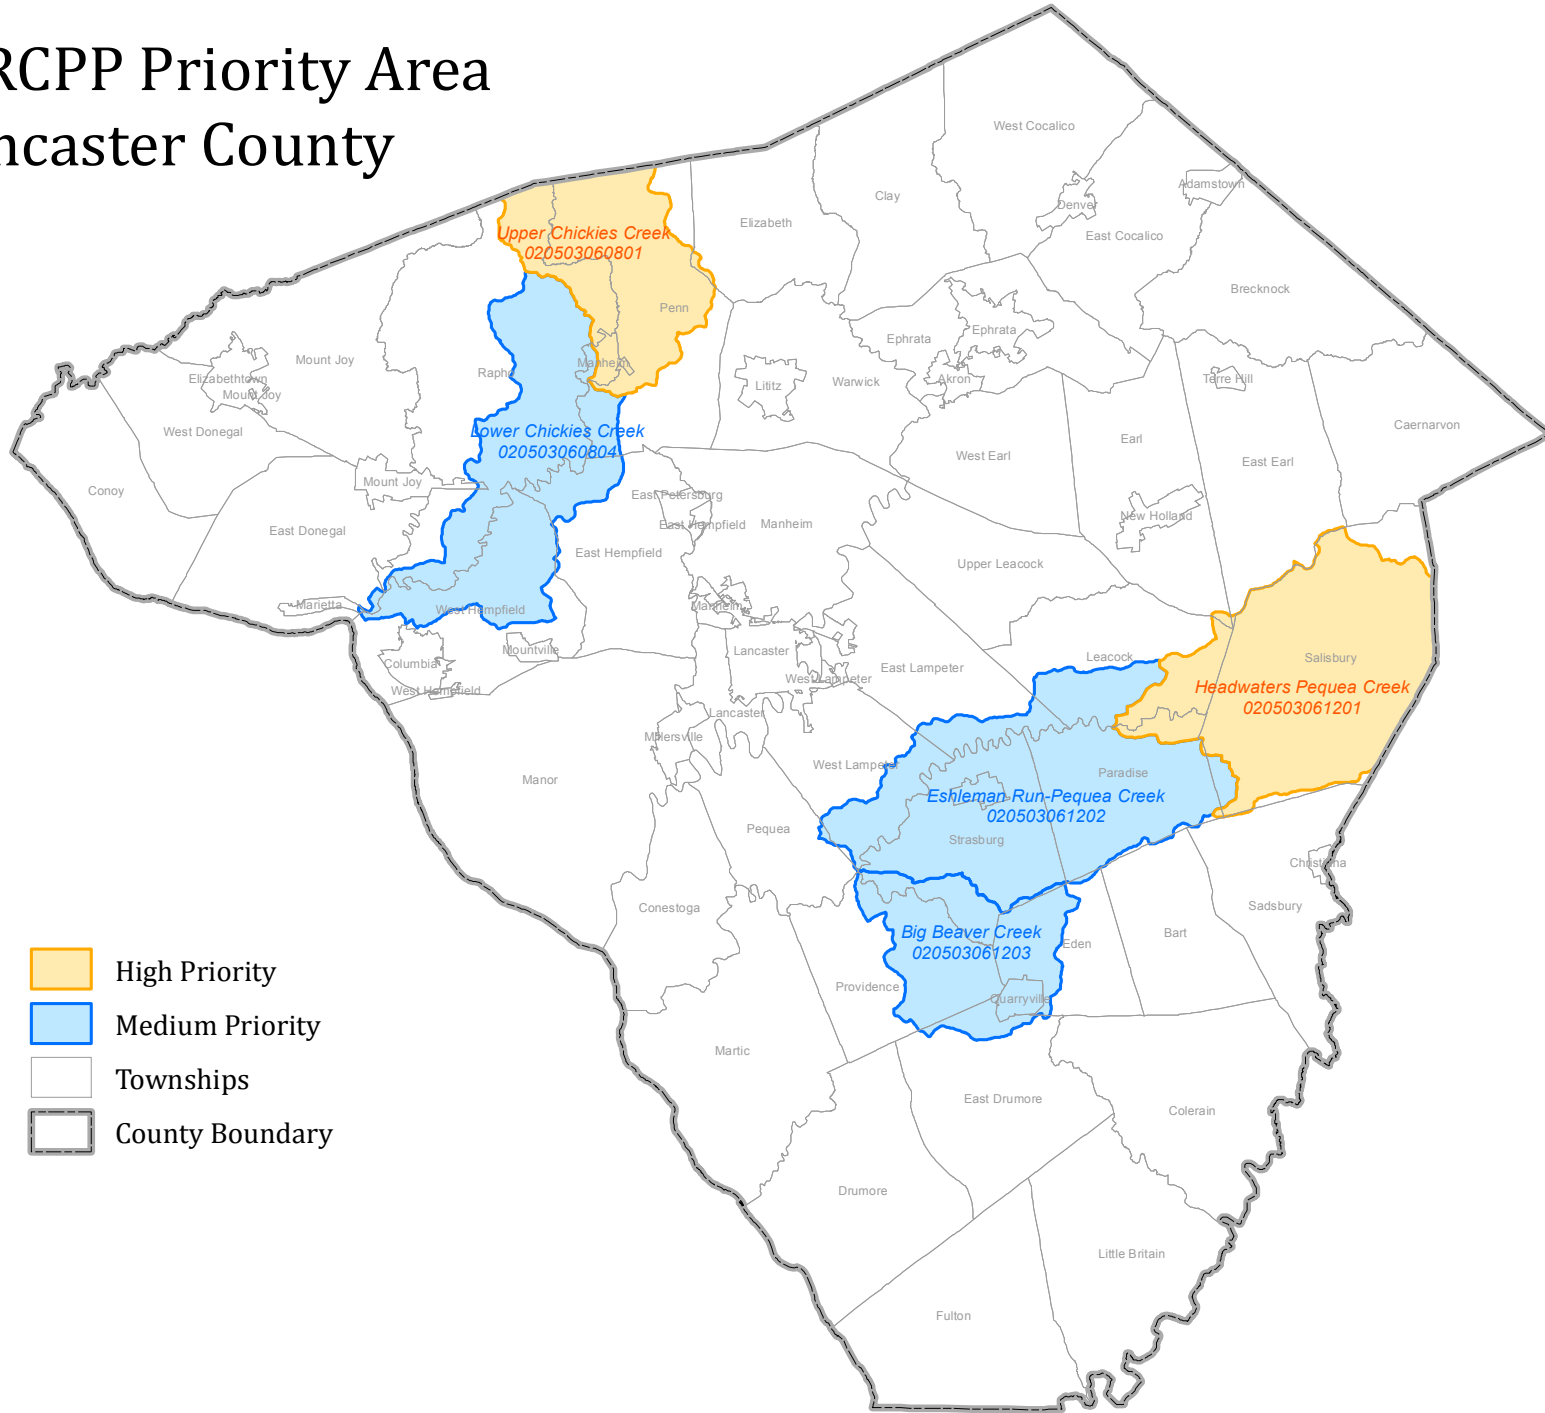 RCPP Priority Area
ncaster County
West Cocalico
Adamstown
Clay
Denver
Elizabeth
East Cocalico
Upper Chickies Creek
020503060801
Brecknock
Penn
Ephrata
Ephrata
Mount Joy
Manheim
Rapho
Elizabethtown
Mount Joy
Lititz
Warwick
Akron
Terre Hill
West Donegal
Lower Chickies Creek
020503060804
Caernarvon
Earl
West Earl
East Earl
Mount Joy
Conoy
East Petersburg
East Hempfield
Manheim
New Holland
East Donegal
East Hempfield
Upper Leacock
Marietta
West Hempfield
Manheim
Mountville
Lancaster
Leacock
Salisbury
Columbia
West Hempfield
West Lampeter
East Lampeter
Headwaters Pequea Creek
020503061201
Lancaster
Millersville
West Lampeter
Paradise
Manor
Eshleman Run-Pequea Creek
020503061202
Pequea
Strasburg
Christiana
Conestoga
Sadsbury
Big Beaver Creek
020503061203
Eden
Bart
High Priority
Providence
Quarryville
Medium Priority
Martic
Townships
East Drumore
Colerain
County Boundary
Drumore
Little Britain
Fulton